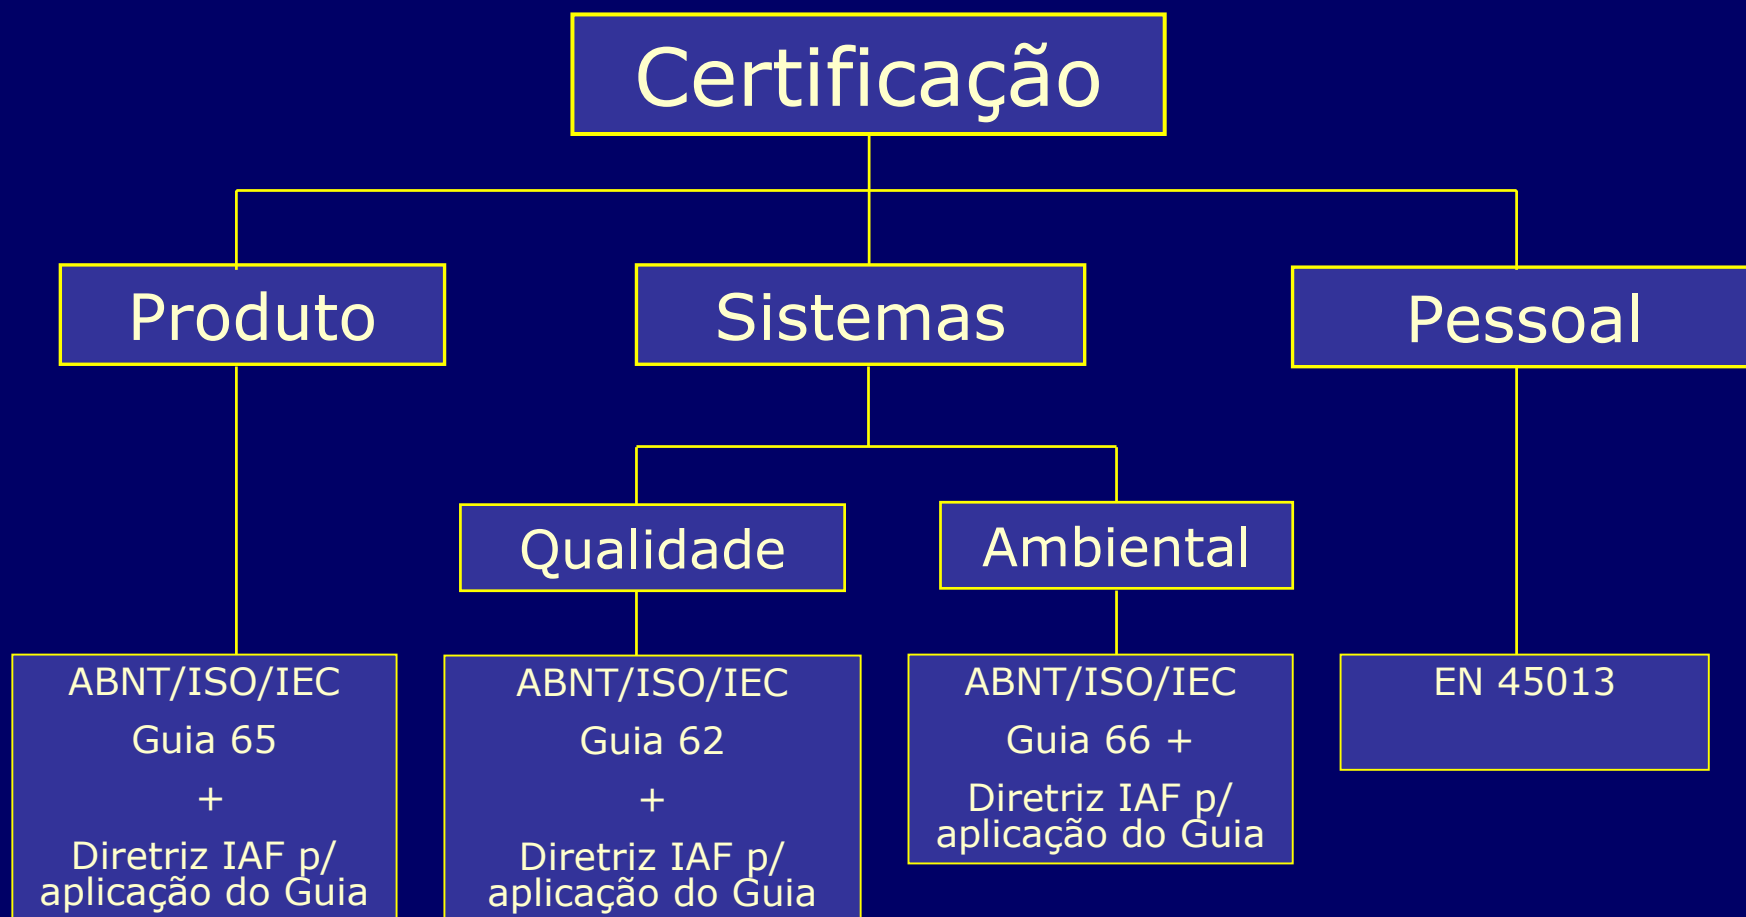 Certificação
Produto
Sistemas
Pessoal
Qualidade
Ambiental
ABNT/ISO/IEC
Guia 65
+
Diretriz IAF p/
aplicação do Guia
ABNT/ISO/IEC
Guia 62
+
Diretriz IAF p/
aplicação do Guia
ABNT/ISO/IEC
Guia 66 +
Diretriz IAF p/
aplicação do Guia
EN 45013